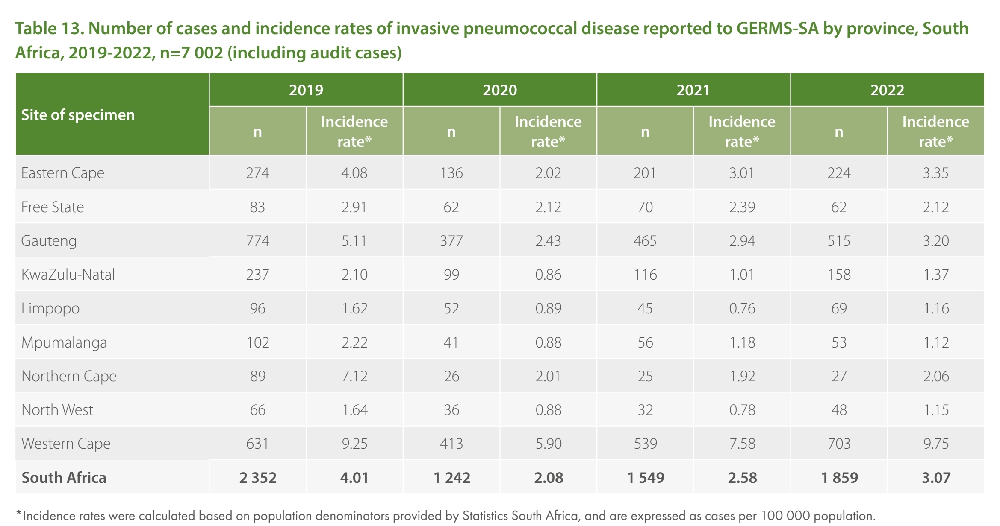 Table 13. Number of cases and incidence rates of invasive pneumococcal disease reported to GERMS-SA by province, South
Africa, 2019-2022, n=7 002 (including audit cases)
Site of specimen 2019 2020 2021 2022
n Incidence rate* n Incidence rate* n Incidence rate* n Incidence rate*
Eastern Cape 274 4.08 136 2.02 201 3.01 224 3.35
Free State 83 2.91 62 2.12 70 2.39 62 2.12
Gauteng 774 5.11 377 2.43 465 2.94 515 3.20
KwaZulu-Natal 237 2.10 99 0.86 116 1.01 158 1.37
Limpopo 96 1.62 52 0.89 45 0.76 69 1.16
Mpumalanga 102 2.22 41 0.88 56 1.18 53 1.12
Northern Cape 89 7.12 26 2.01 25 1.92 27 2.06
North West 66 1.64 36 0.88 32 0.78 48 1.15
Western Cape 631 9.25 413 5.90 539 7.58 703 9.75
South Africa 2 352 4.01 1 242 2.08 1 549 2.58 1 859 3.07
*Incidence rates were calculated based on population denominators provided by Statistics South Africa, and are expressed as cases per 100 000 population.